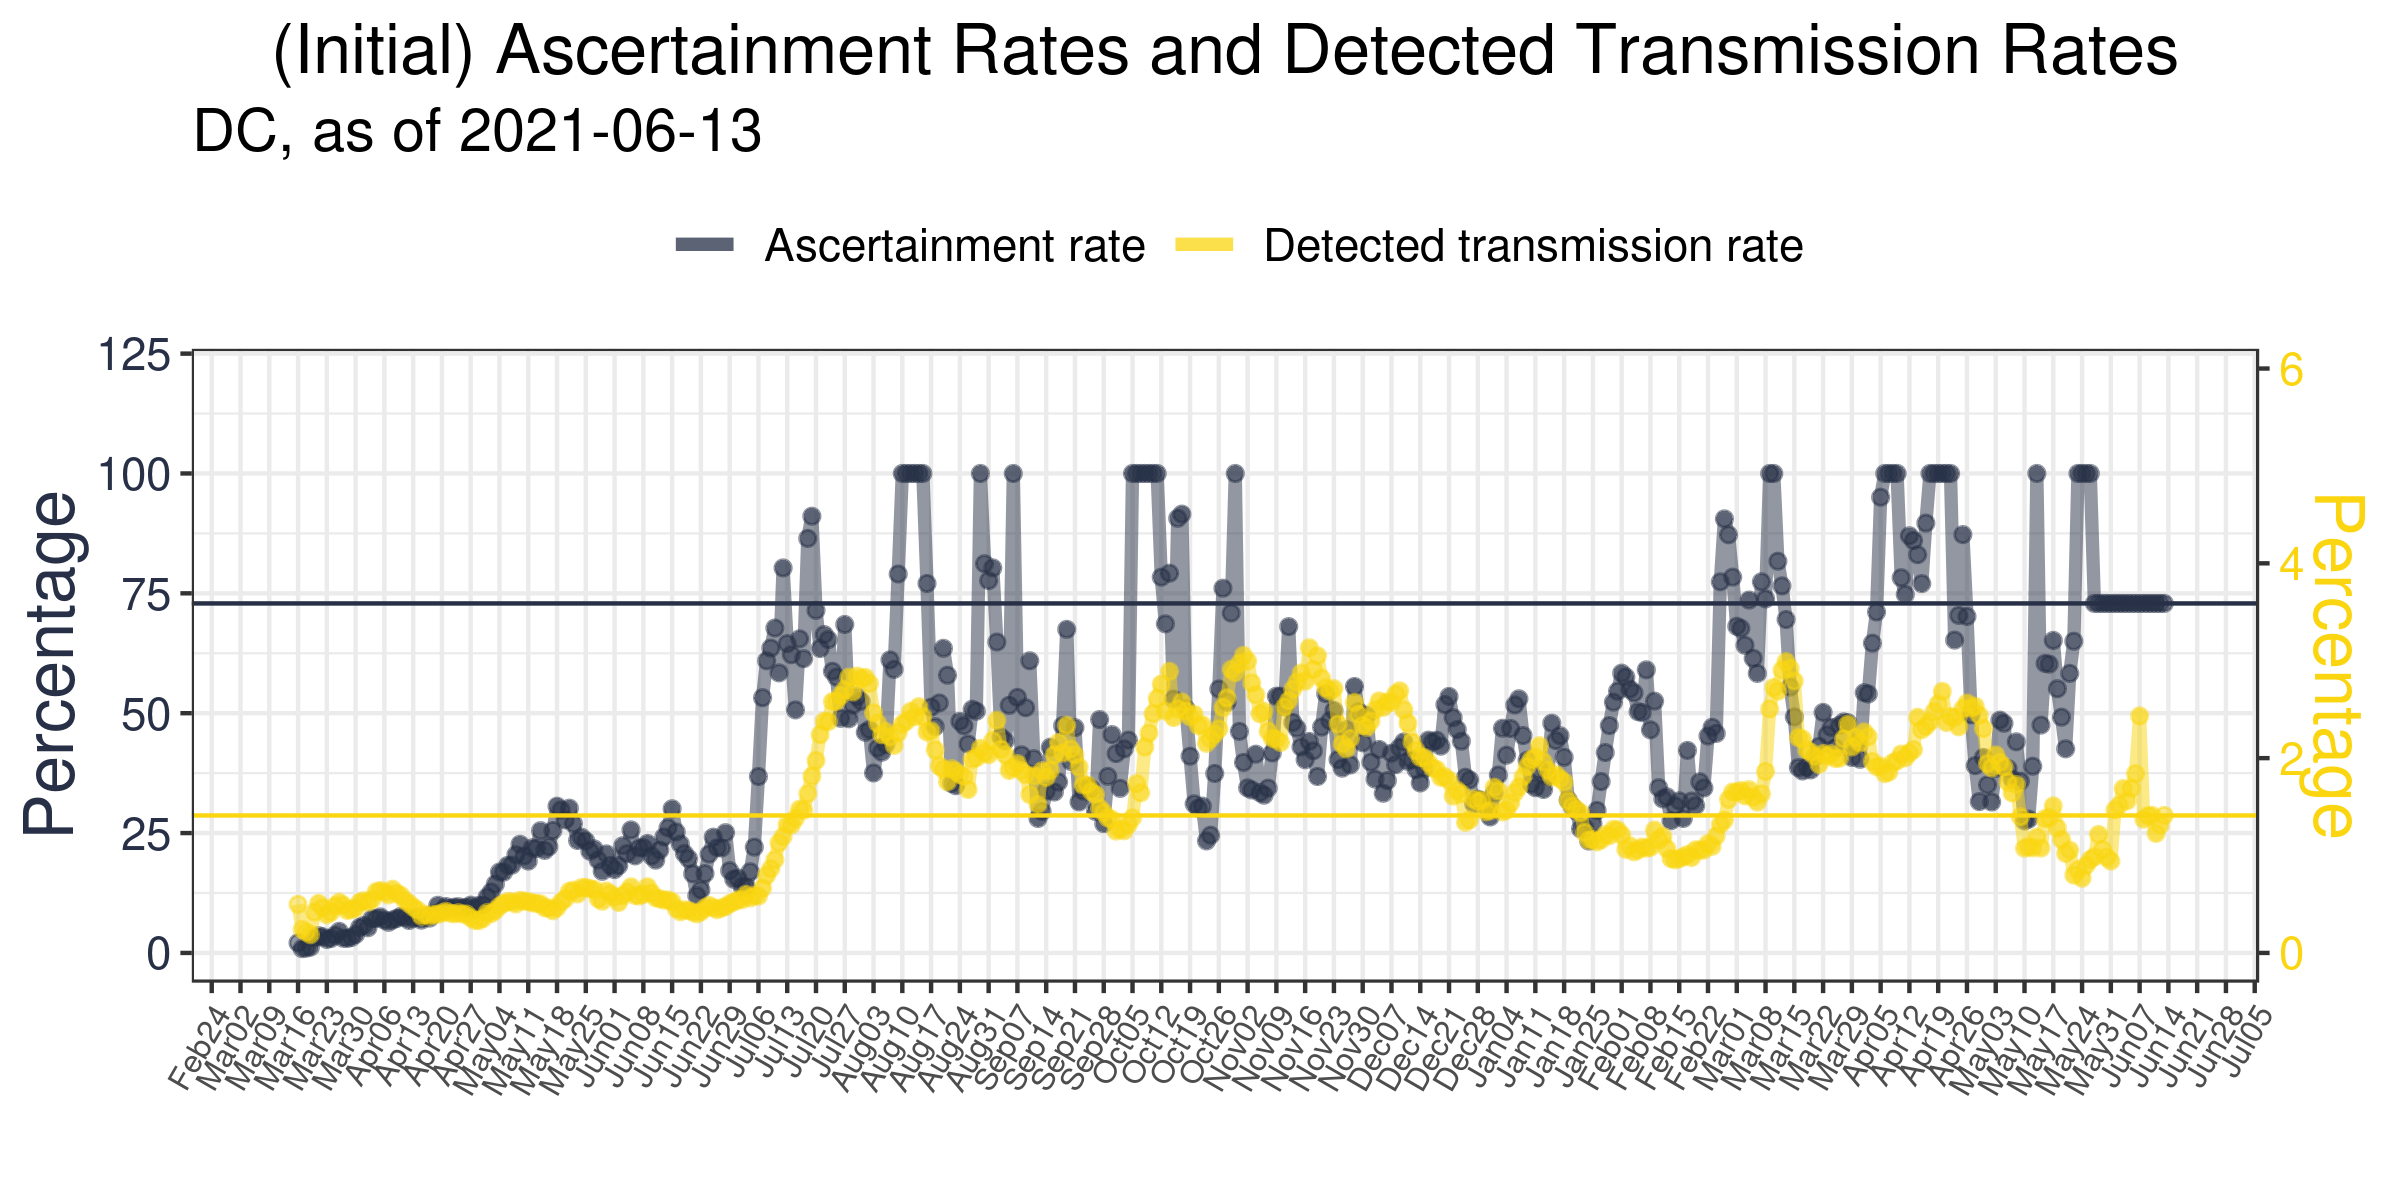 (Initial) Ascertainment Rates and Detected Transmission Rates
DC, as of 2021-06-13
Ascertainment rate
Detected transmission rate
125
100
75
50
25
0
Percentage
6
4
2
0
Percentage
Feb24
Mar02
Mar09
Mar16
Mar23
Mar30
Apr06
Apr13
Apr20
Apr27
May04
May11
May18
May25
Jun01
Jun08
Jun15
Jun22
Jun29
Jul06
Jul13
Jul20
Jul27
Aug03
Aug10
Aug17
Aug24
Aug31
Sep07
Sep14
Sep21
Sep28
Oct05
Oct12
Oct19
Oct26
Nov02
Nov09
Nov16
Nov23
Nov30
Dec07
Dec14
Dec21
Dec28
Jan04
Jan11
Jan18
Jan25
Feb01
Feb08
Feb15
Feb22
Mar01
Mar08
Mar15
Mar22
Mar29
Apr05
Apr12
Apr19
Apr26
May03
May10
May17
May24
May31
Jun07
Jun14
Jun21
Jun28
Jul05